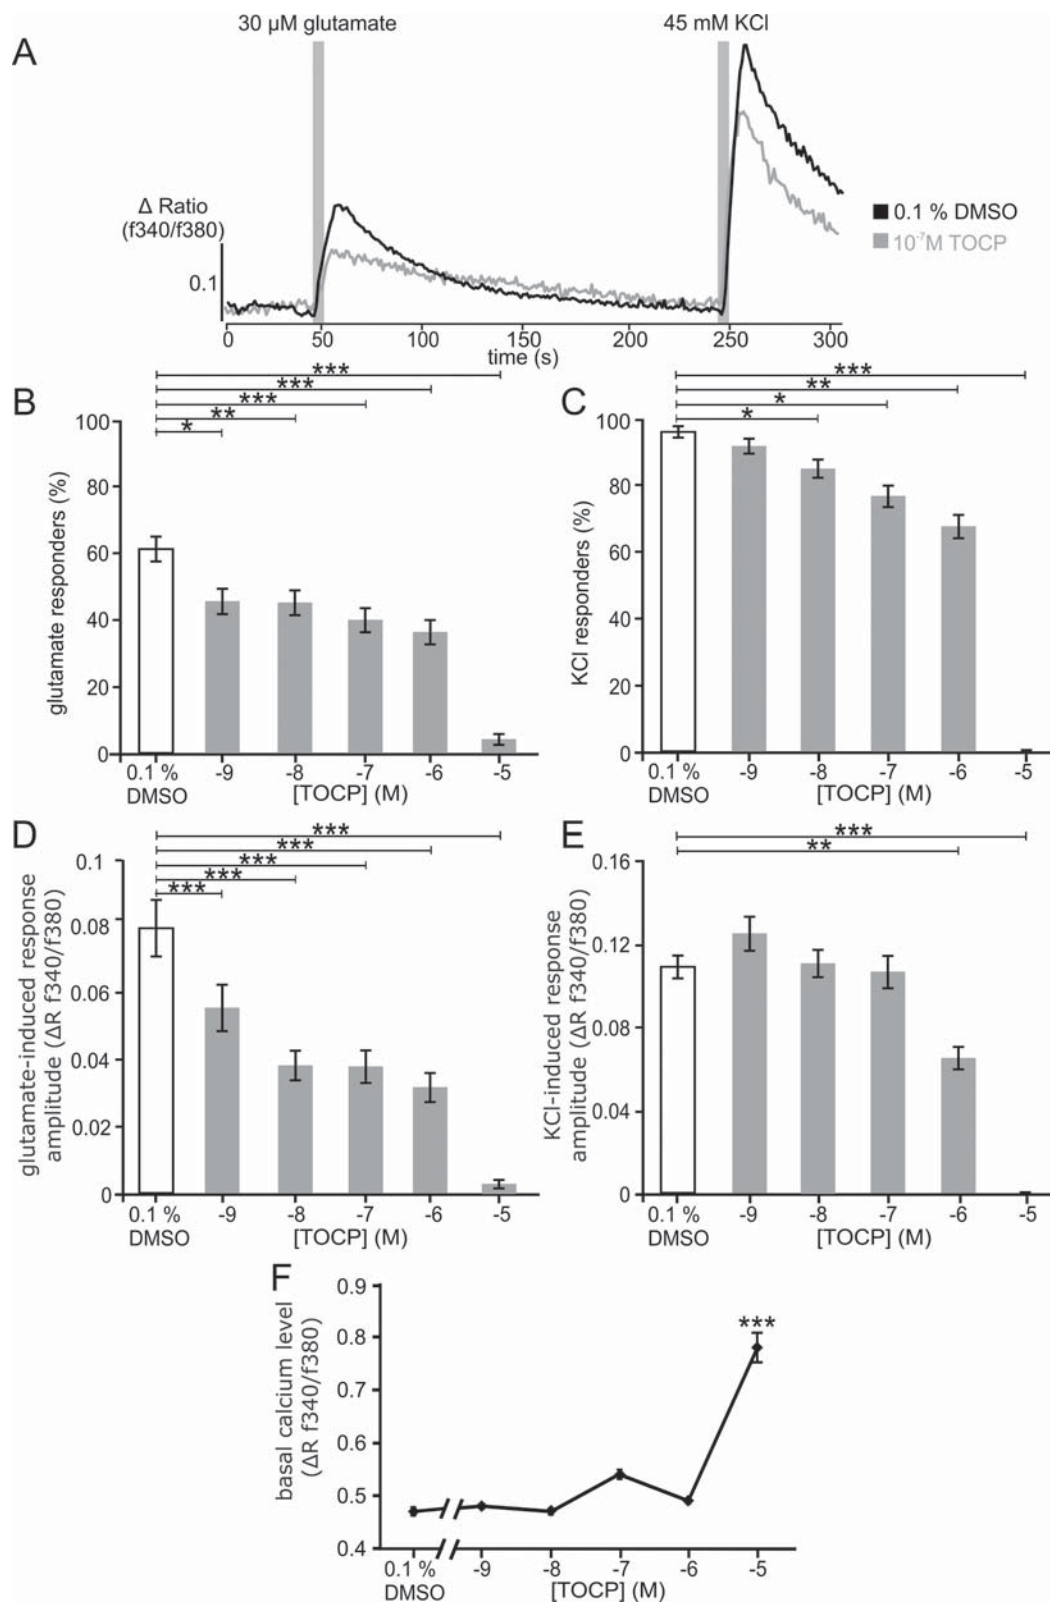 30 µM glutamate 45 mM KCl
A
Δ Ratio
(f340/f380)
0.1
0.1 % DMSO
10⁻⁷M TOCP
0 50 100 150 200 250 300
time (s)
B
***
***
***
**
*
glutamate responders (%)
100
80
60
40
20
0
0.1 %
DMSO
-9 -8 -7 -6 -5
[TOCP] (M)
C
***
**
*
*
KCl responders (%)
100
80
60
40
20
0
0.1 %
DMSO
-9 -8 -7 -6 -5
[TOCP] (M)
D
***
***
***
***
***
glutamate-induced response
amplitude (ΔR f340/f380)
0.1
0.08
0.06
0.04
0.02
0
0.1 %
DMSO
-9 -8 -7 -6 -5
[TOCP] (M)
E
***
**
KCl-induced response
amplitude (ΔR f340/f380)
0.16
0.12
0.08
0.04
0
0.1 %
DMSO
-9 -8 -7 -6 -5
[TOCP] (M)
F
basal calcium level
(ΔR f340/f380)
0.9
0.8
0.7
0.6
0.5
0.4
***
0.1 %
DMSO
-9 -8 -7 -6 -5
[TOCP] (M)